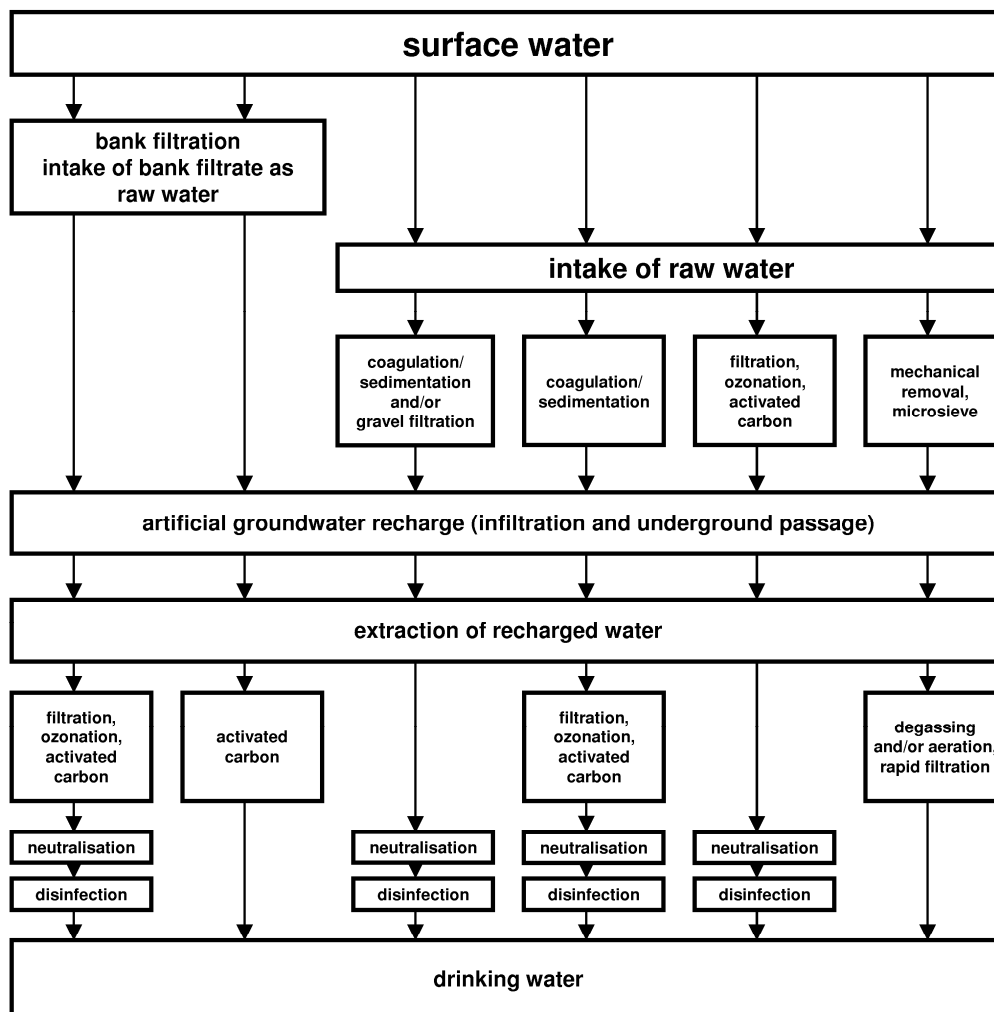 surface water
bank filtration
intake of bank filtrate as
raw water
intake of raw water
coagulation/
sedimentation
and/or
gravel filtration
coagulation/
sedimentation
filtration,
ozonation,
activated
carbon
mechanical
removal,
microsieve
artificial groundwater recharge (infiltration and underground passage)
extraction of recharged water
filtration,
ozonation,
activated
carbon
activated
carbon
filtration,
ozonation,
activated
carbon
degassing
and/or aeration,
rapid filtration
neutralisation
neutralisation
neutralisation
neutralisation
disinfection
disinfection
disinfection
disinfection
drinking water